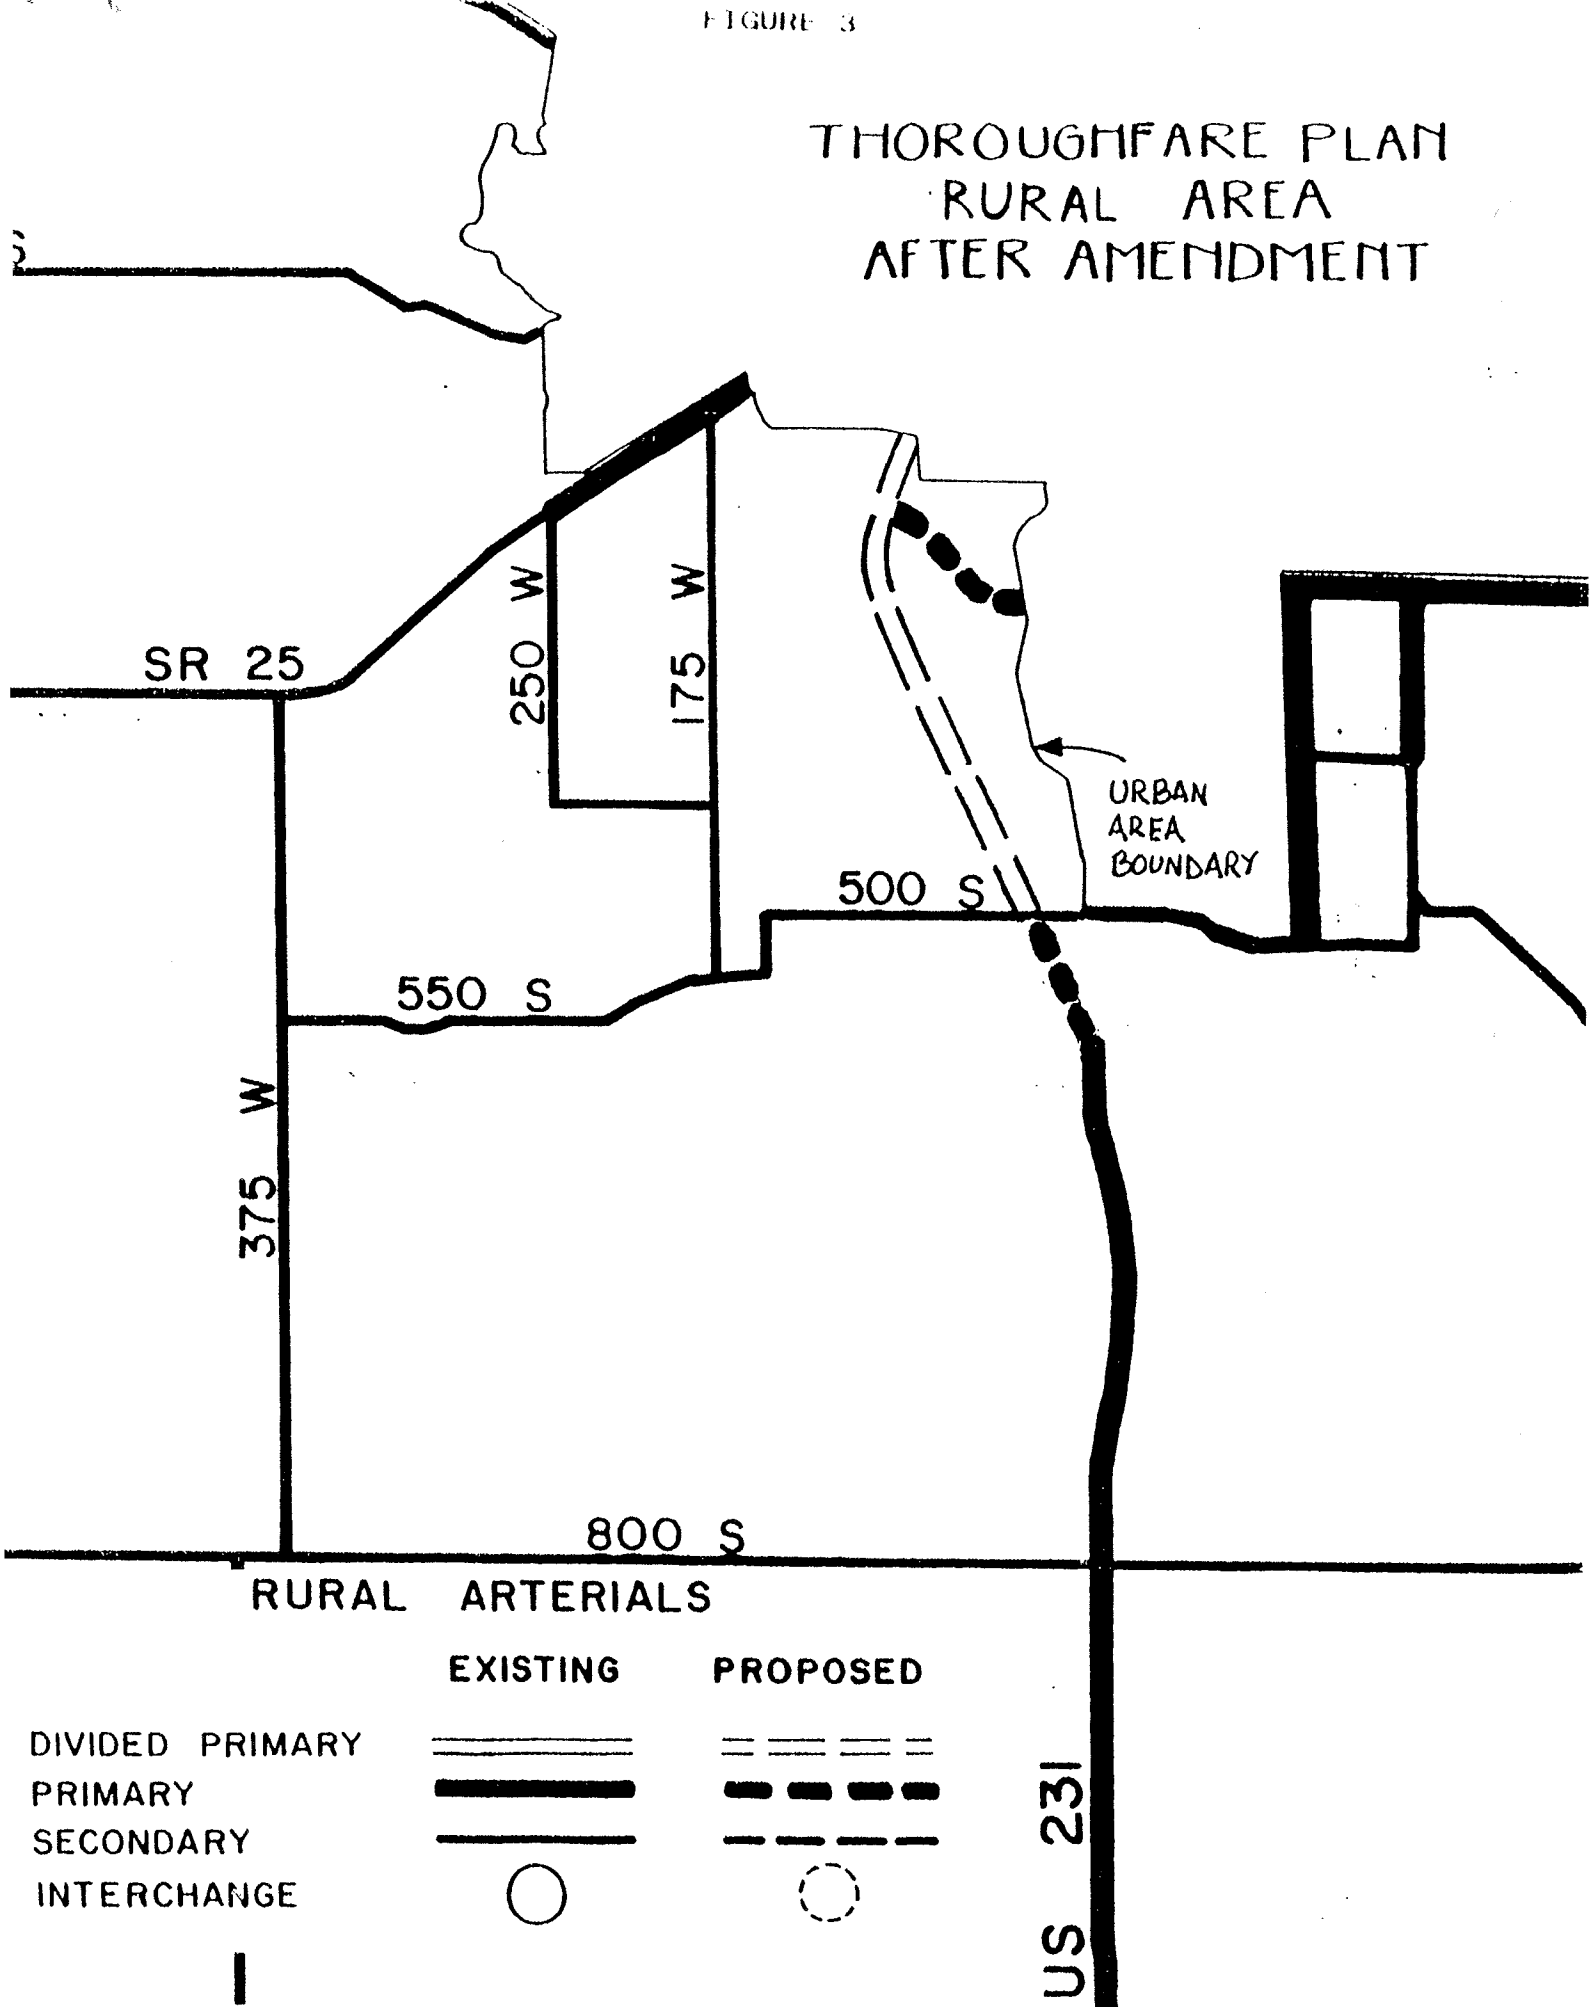 FIGURE 3
THOROUGHFARE PLAN
RURAL AREA
AFTER AMENDMENT
S
SR 25
250 W
175 W
URBAN
AREA
BOUNDARY
500 S
550 S
375 W
800 S
RURAL ARTERIALS
EXISTING PROPOSED
DIVIDED PRIMARY
PRIMARY
SECONDARY
INTERCHANGE
US 231